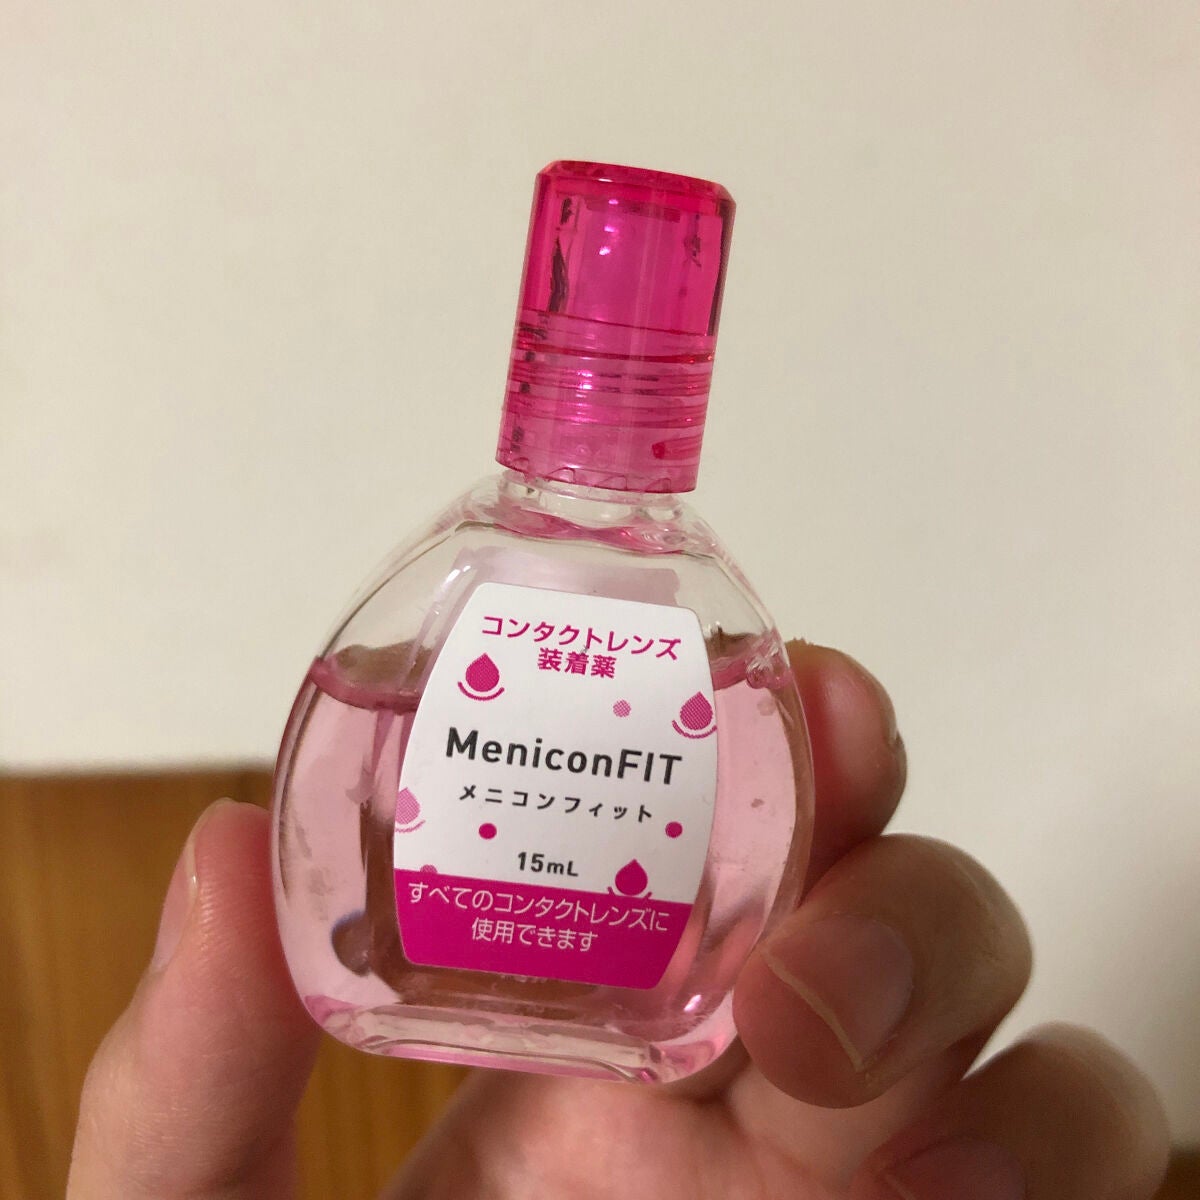 コンタクトレンズ
装着薬
MeniconFIT
メニコンフィット
15mL
すべてのコンタクトレンズに
使用できます